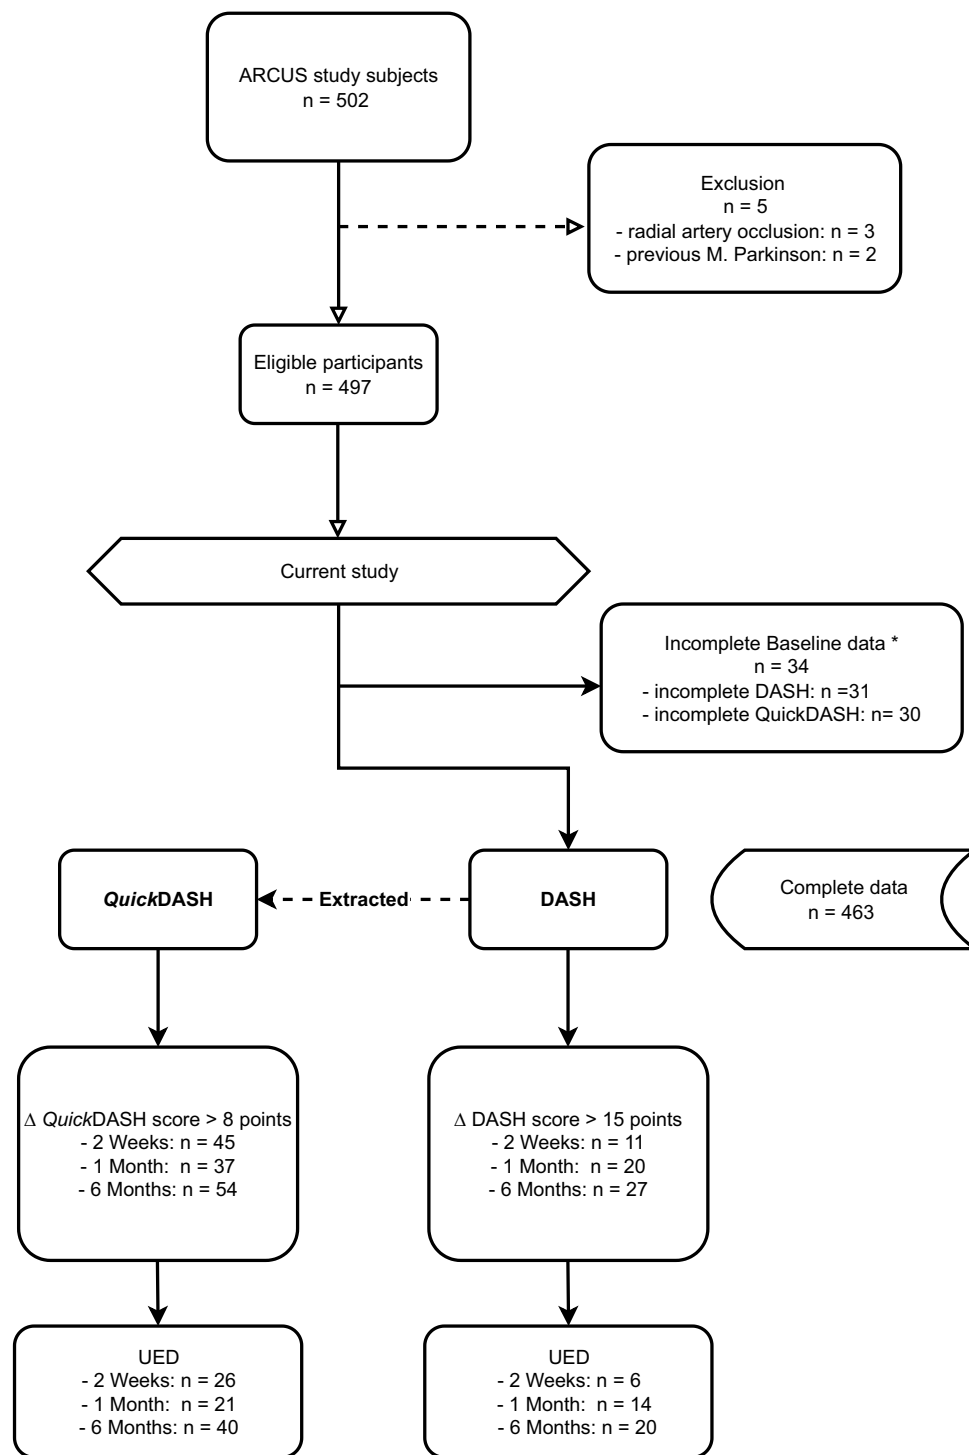 ARCUS study subjects
n = 502
Exclusion
n = 5
- radial artery occlusion: n = 3
- previous M. Parkinson: n = 2
Eligible participants
n = 497
Current study
Incomplete Baseline data *
n = 34
- incomplete DASH: n =31
- incomplete QuickDASH: n= 30
QuickDASH
Extracted
DASH
Complete data
n = 463
Δ QuickDASH score > 8 points
- 2 Weeks: n = 45
- 1 Month: n = 37
- 6 Months: n = 54
Δ DASH score > 15 points
- 2 Weeks: n = 11
- 1 Month: n = 20
- 6 Months: n = 27
UED
- 2 Weeks: n = 26
- 1 Month: n = 21
- 6 Months: n = 40
UED
- 2 Weeks: n = 6
- 1 Month: n = 14
- 6 Months: n = 20